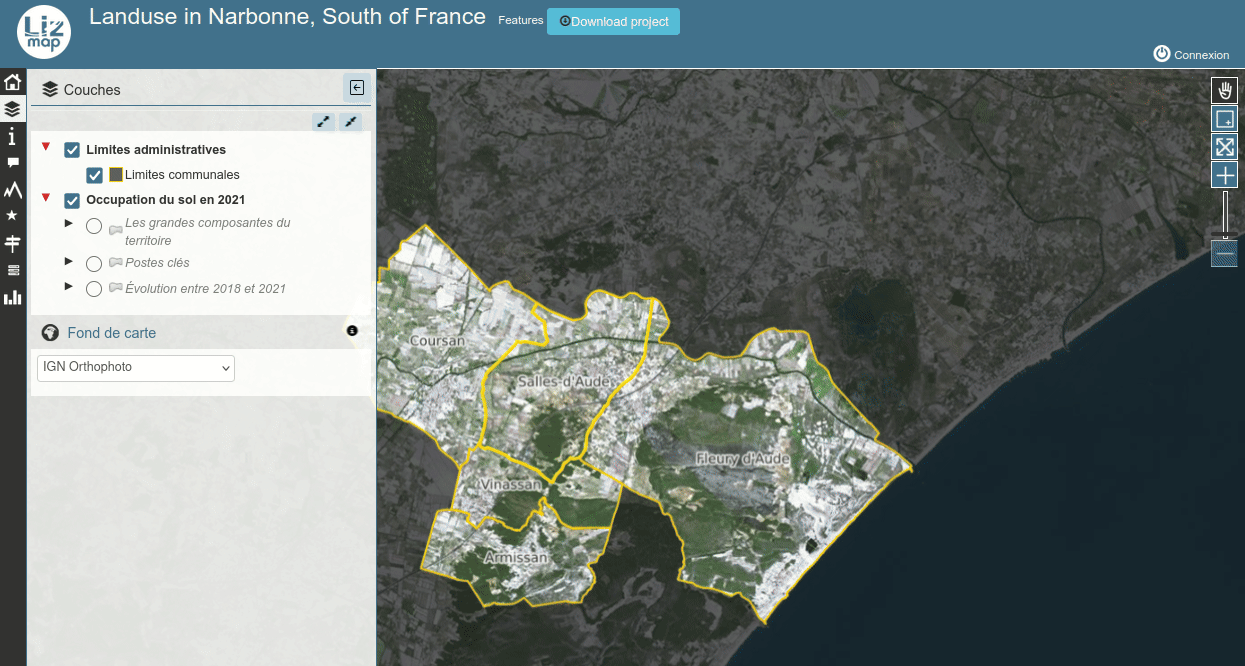 Liz
map
Landuse in Narbonne, South of France
Features
Download project
Connexion
Couches
Limites administratives
Limites communales
Occupation du sol en 2021
Les grandes composantes du
territoire
Postes clés
Évolution entre 2018 et 2021
Fond de carte
IGN Orthophoto
Coursan
Salles-d'Aude
Fleury d'Aude
Vinassan
Armissan